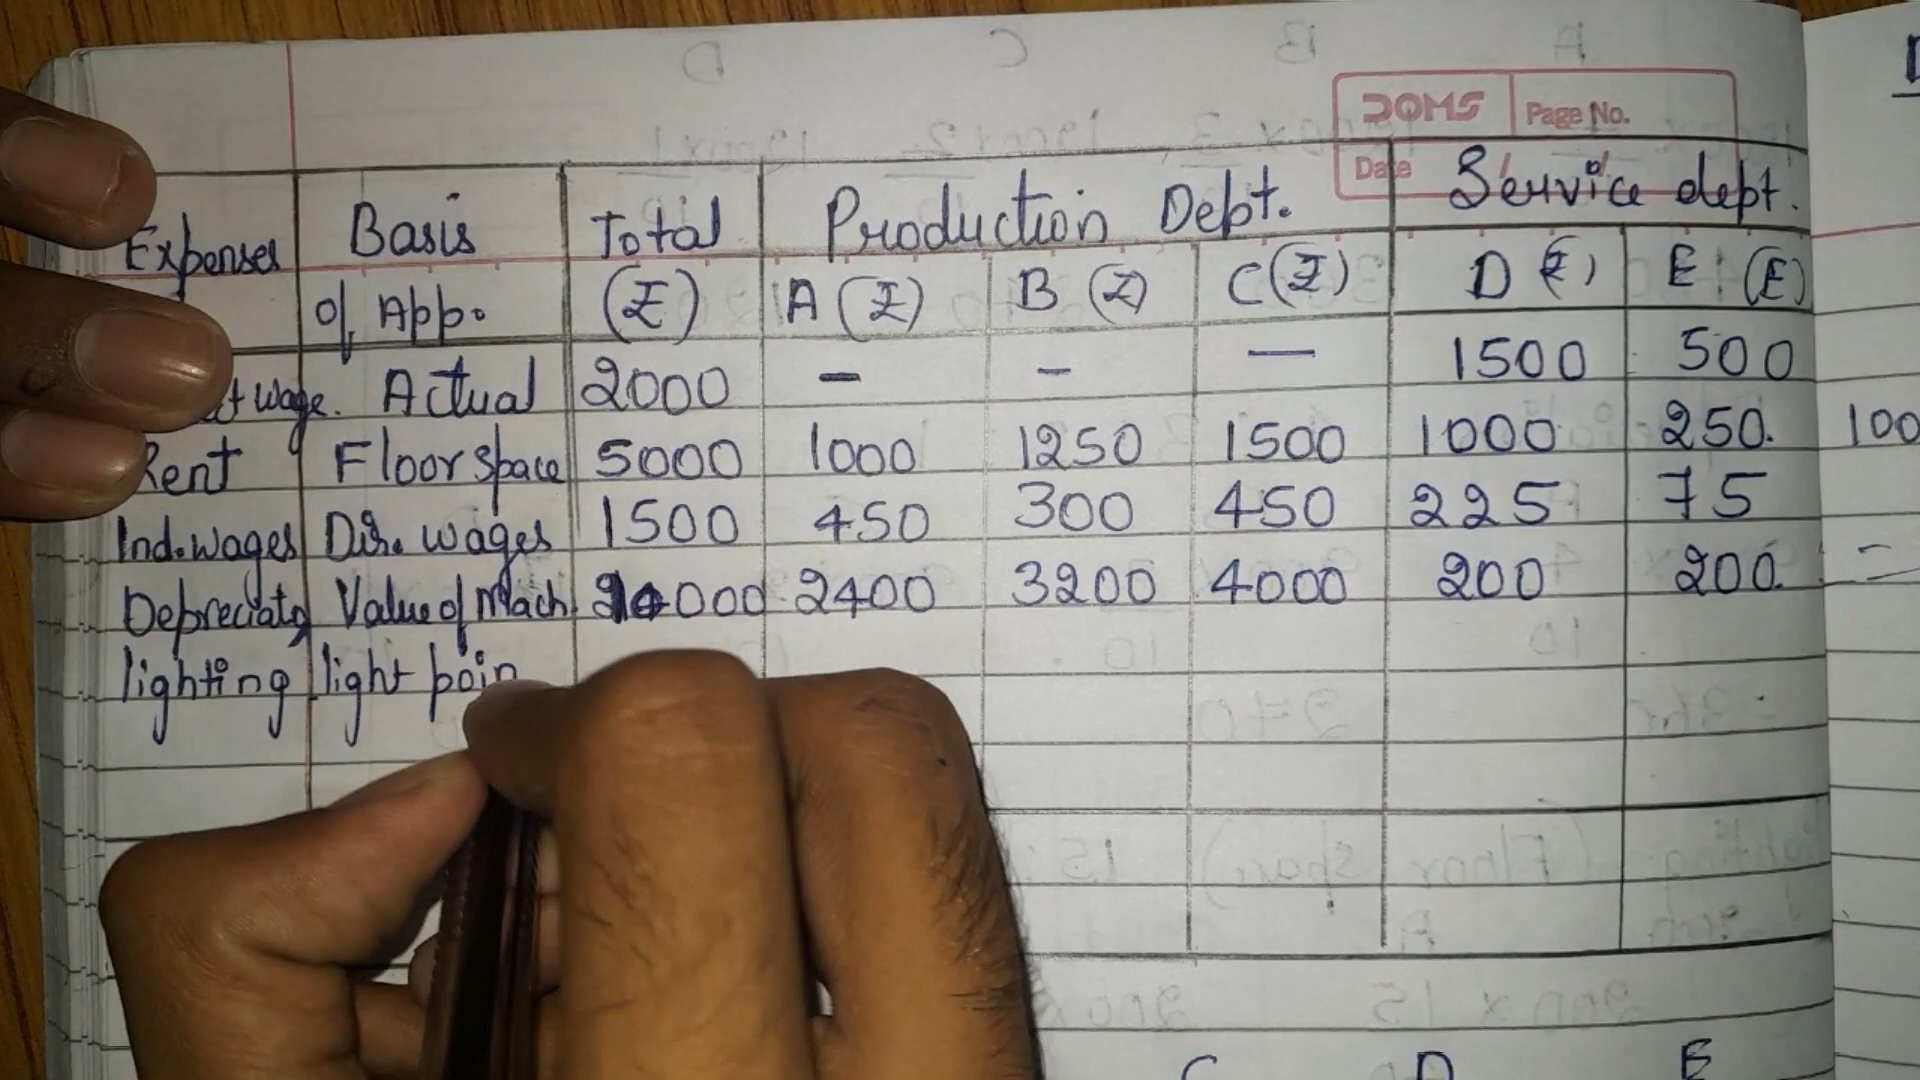 DOMS Page No.
Date
Expenses Basis of App. Total (₹) Production Dept. Service dept.
A (₹) B (₹) C (₹) D (₹) E (₹)
wage. Actual 2000 - - - 1500 500
Rent Floor space 5000 1000 1250 1500 1000 250. 100
Ind. wages Dir. wages 1500 450 300 450 225 75
Value of Mach 2400 3200 4000 200 200. =
lighting light poin
C D E